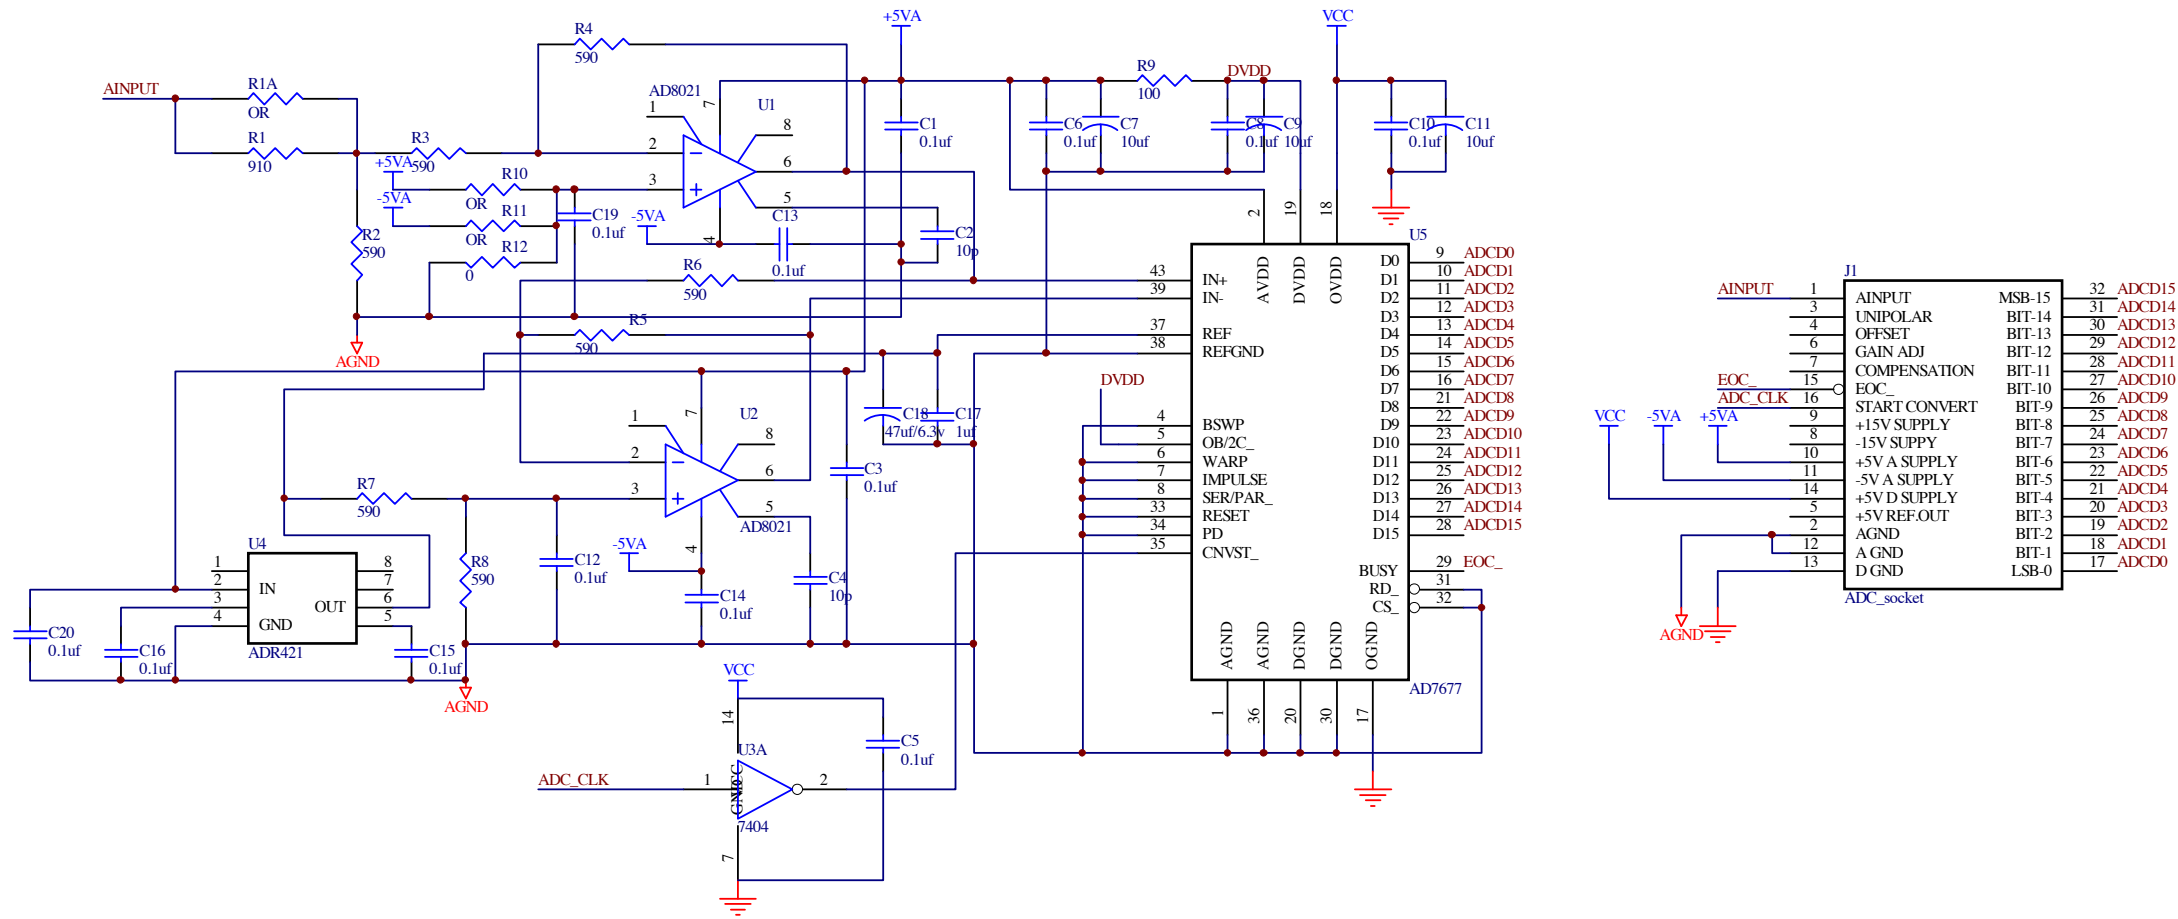 AINPUT
R1A
OR
R1
910
R4
590
R3
590
+5VA
-5VA
R10
OR
R11
OR
R12
0
R2
590
AGND
C19
0.1uf
AD8021
U1
1
2
3
7
8
6
5
4
-5VA
C13
0.1uf
+5VA
C1
0.1uf
C2
10p
R6
590
R5
590
C6
0.1uf
C7
10uf
R9
100
DVDD
C8
0.1uf
C9
10uf
VCC
C10
0.1uf
C11
10uf
U5
2
19
18
AVDD
DVDD
OVDD
43
IN+
39
IN-
37
REF
38
REFGND
DVDD
4
BSWP
5
OB/2C_
6
WARP
7
IMPULSE
8
SER/PAR_
33
RESET
34
PD
35
CNVST_
D0
9
ADCD0
D1
10
ADCD1
D2
11
ADCD2
D3
12
ADCD3
D4
13
ADCD4
D5
14
ADCD5
D6
15
ADCD6
D7
16
ADCD7
D8
21
ADCD8
D9
22
ADCD9
D10
23
ADCD10
D11
24
ADCD11
D12
25
ADCD12
D13
26
ADCD13
D14
27
ADCD14
D15
28
ADCD15
BUSY
29
EOC_
RD_
31
CS_
32
AGND
AGND
DGND
DGND
OGND
1
36
20
30
17
AD7677
U2
1
2
3
7
8
6
5
4
AD8021
-5VA
C18
47uf/6.3v
C17
1uf
C3
0.1uf
C4
10p
C14
0.1uf
C12
0.1uf
R7
590
R8
590
U4
1
2
3
4
IN
GND
OUT
8
7
6
5
ADR421
C20
0.1uf
C16
0.1uf
C15
0.1uf
AGND
VCC
14
U3A
VCC
GND
ADC_CLK
1
2
7404
7
C5
0.1uf
J1
AINPUT
1
AINPUT
3
UNIPOLAR
4
OFFSET
6
GAIN ADJ
7
COMPENSATION
EOC_
15
EOC_
ADC_CLK
16
START CONVERT
9
+15V SUPPLY
8
-15V SUPPY
10
+5V A SUPPLY
11
-5V A SUPPLY
14
+5V D SUPPLY
5
+5V REF.OUT
2
AGND
12
A GND
13
D GND
VCC
-5VA
+5VA
AGND
MSB-15
32
ADCD15
BIT-14
31
ADCD14
BIT-13
30
ADCD13
BIT-12
29
ADCD12
BIT-11
28
ADCD11
BIT-10
27
ADCD10
BIT-9
26
ADCD9
BIT-8
25
ADCD8
BIT-7
24
ADCD7
BIT-6
23
ADCD6
BIT-5
22
ADCD5
BIT-4
21
ADCD4
BIT-3
20
ADCD3
BIT-2
19
ADCD2
BIT-1
18
ADCD1
LSB-0
17
ADCD0
ADC_socket